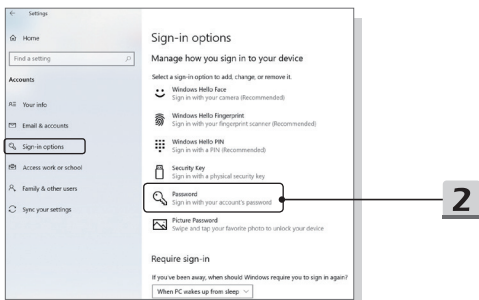 Settings
Home
Find a setting
Accounts
Your info
Email & accounts
Sign-in options
Access work or school
Family & other users
Sync your settings
Sign-in options
Manage how you sign in to your device
Select a sign-in option to add, change, or remove it.
Windows Hello Face
Sign in with your camera (Recommended)
Windows Hello Fingerprint
Sign in with your fingerprint scanner (Recommended)
Windows Hello PIN
Sign in with a PIN (Recommended)
Security Key
Sign in with a physical security key
Password
Sign in with your account's password
Picture Password
Swipe and tap your favorite photo to unlock your device
Require sign-in
If you've been away, when should Windows require you to sign in again?
When PC wakes up from sleep
2